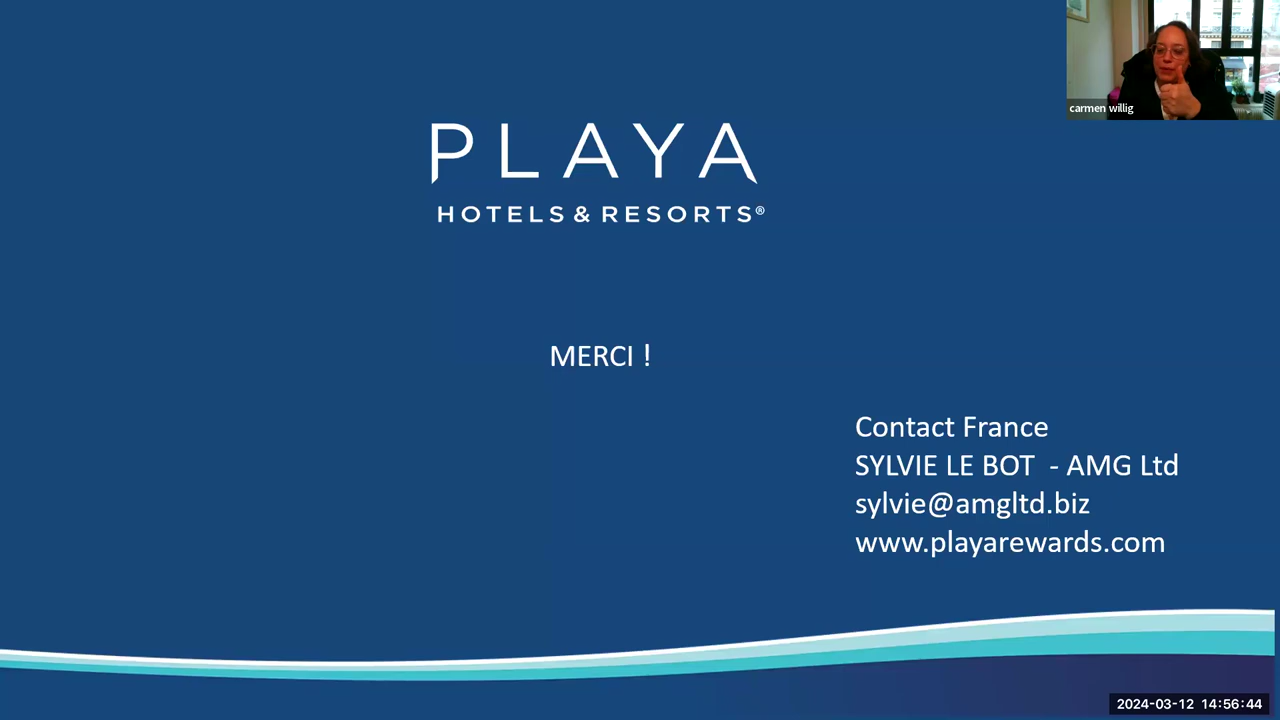 carmen willig
PLAYA
HOTELS & RESORTS®
MERCI !
Contact France
SYLVIE LE BOT - AMG Ltd
sylvie@amgltd.biz
www.playarewards.com
2024-03-12 14:56:44